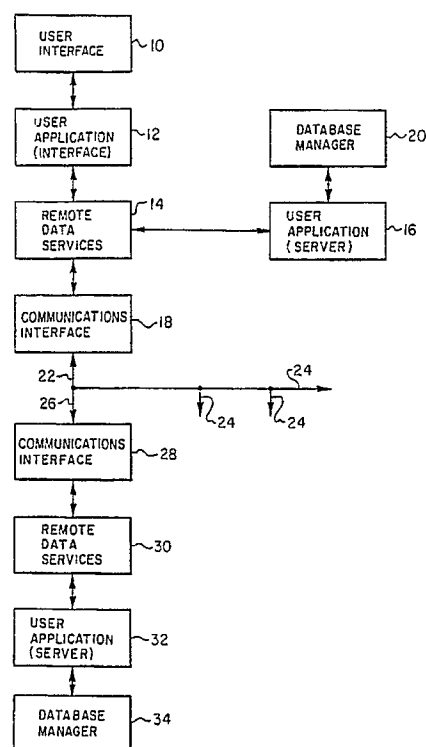 USER
INTERFACE
10
USER
APPLICATION
(INTERFACE)
12
DATABASE
MANAGER
20
REMOTE
DATA
SERVICES
14
USER
APPLICATION
(SERVER)
16
COMMUNICATIONS
INTERFACE
18
22
24
26
24
24
COMMUNICATIONS
INTERFACE
28
REMOTE
DATA
SERVICES
30
USER
APPLICATION
(SERVER)
32
DATABASE
MANAGER
34